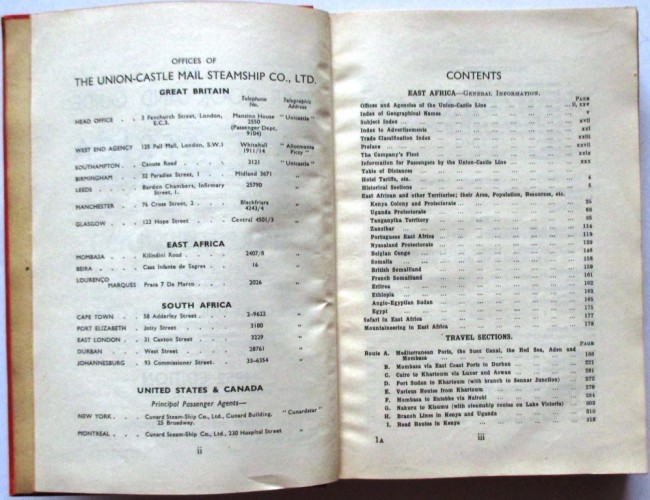 OFFICES OF
THE UNION-CASTLE MAIL STEAMSHIP CO., LTD.
GREAT BRITAIN
Telephone No. Telegraphic Address
HEAD OFFICE 3 Fenchurch Street, London, E.C.3. Mansion House 2550 (Passenger Dept. 9104) "Unicastle"
WEST END AGENCY 125 Pall Mall, London, S.W.1 Whitehall 1911/14
SOUTHAMPTON Canute Road 3121 "Unicastle"
BIRMINGHAM 52 Paradise Street, 1 Midland 3671 "
LEEDS Bordon Chambers, Infirmary Street, 1. 25790 "
MANCHESTER 76 Cross Street, 2 Blackfriars 4243/4 "
GLASGOW 123 Hope Street Central 4501/3 "
EAST AFRICA
MOMBASA Kilindini Road 2407/8 "
BEIRA Casa Infante de Sagres 16 "
LOURENÇO MARQUES Praca 7 De Marco 2026 "
SOUTH AFRICA
CAPE TOWN 58 Adderley Street 2-9622 "
PORT ELIZABETH Jetty Street 3180 "
EAST LONDON 31 Caxton Street 3229 "
DURBAN West Street 28761 "
JOHANNESBURG 93 Commissioner Street 33-6354 "
UNITED STATES & CANADA
Principal Passenger Agents—
NEW YORK Cunard Steam-Ship Co., Ltd., Cunard Building, 25 Broadway. "Cunardstar"
MONTREAL Cunard Steam-Ship Co., Ltd., 230 Hospital Street "
ii
CONTENTS
EAST AFRICA—GENERAL INFORMATION.
PAGE
Offices and Agencies of the Union-Castle Line ii, xxv
Index of Geographical Names
Subject Index xvii
Index to Advertisements xxi
Trade Classification Index xxiii
Preface
The Company's Fleet xxix
Information for Passengers by the Union-Castle Line xxx
Table of Distances
Hotel Tariffs, etc.
Historical Sections
East African and other Territories; their Area, Population, Resources, etc.
Kenya Colony and Protectorate
Uganda Protectorate
Tanganyika Territory
Zanzibar 114
Portuguese East Africa 119
Nyasaland Protectorate
Belgian Congo
Somalia 158
British Somaliland
French Somaliland
Eritrea
Ethiopia
Anglo-Egyptian Sudan
Egypt 175
Safari in East Africa 177
Mountaineering in East Africa 178
TRAVEL SECTIONS.
PAGE
Route A. Mediterranean Ports, the Suez Canal, the Red Sea, Aden and Mombasa
B. Mombasa via East Coast Ports to Durban 221
C. Cairo to Khartoum via Luxor and Aswan
D. Port Sudan to Khartoum (with branch to Sennar Junction)
E. Various Routes from Khartoum
F. Mombasa to Entebbe via Nairobi
G. Nakuru to Kisumu (with steamship routes on Lake Victoria)
H. Branch Lines in Kenya and Uganda 310
I. Road Routes in Kenya 318
1A
iii